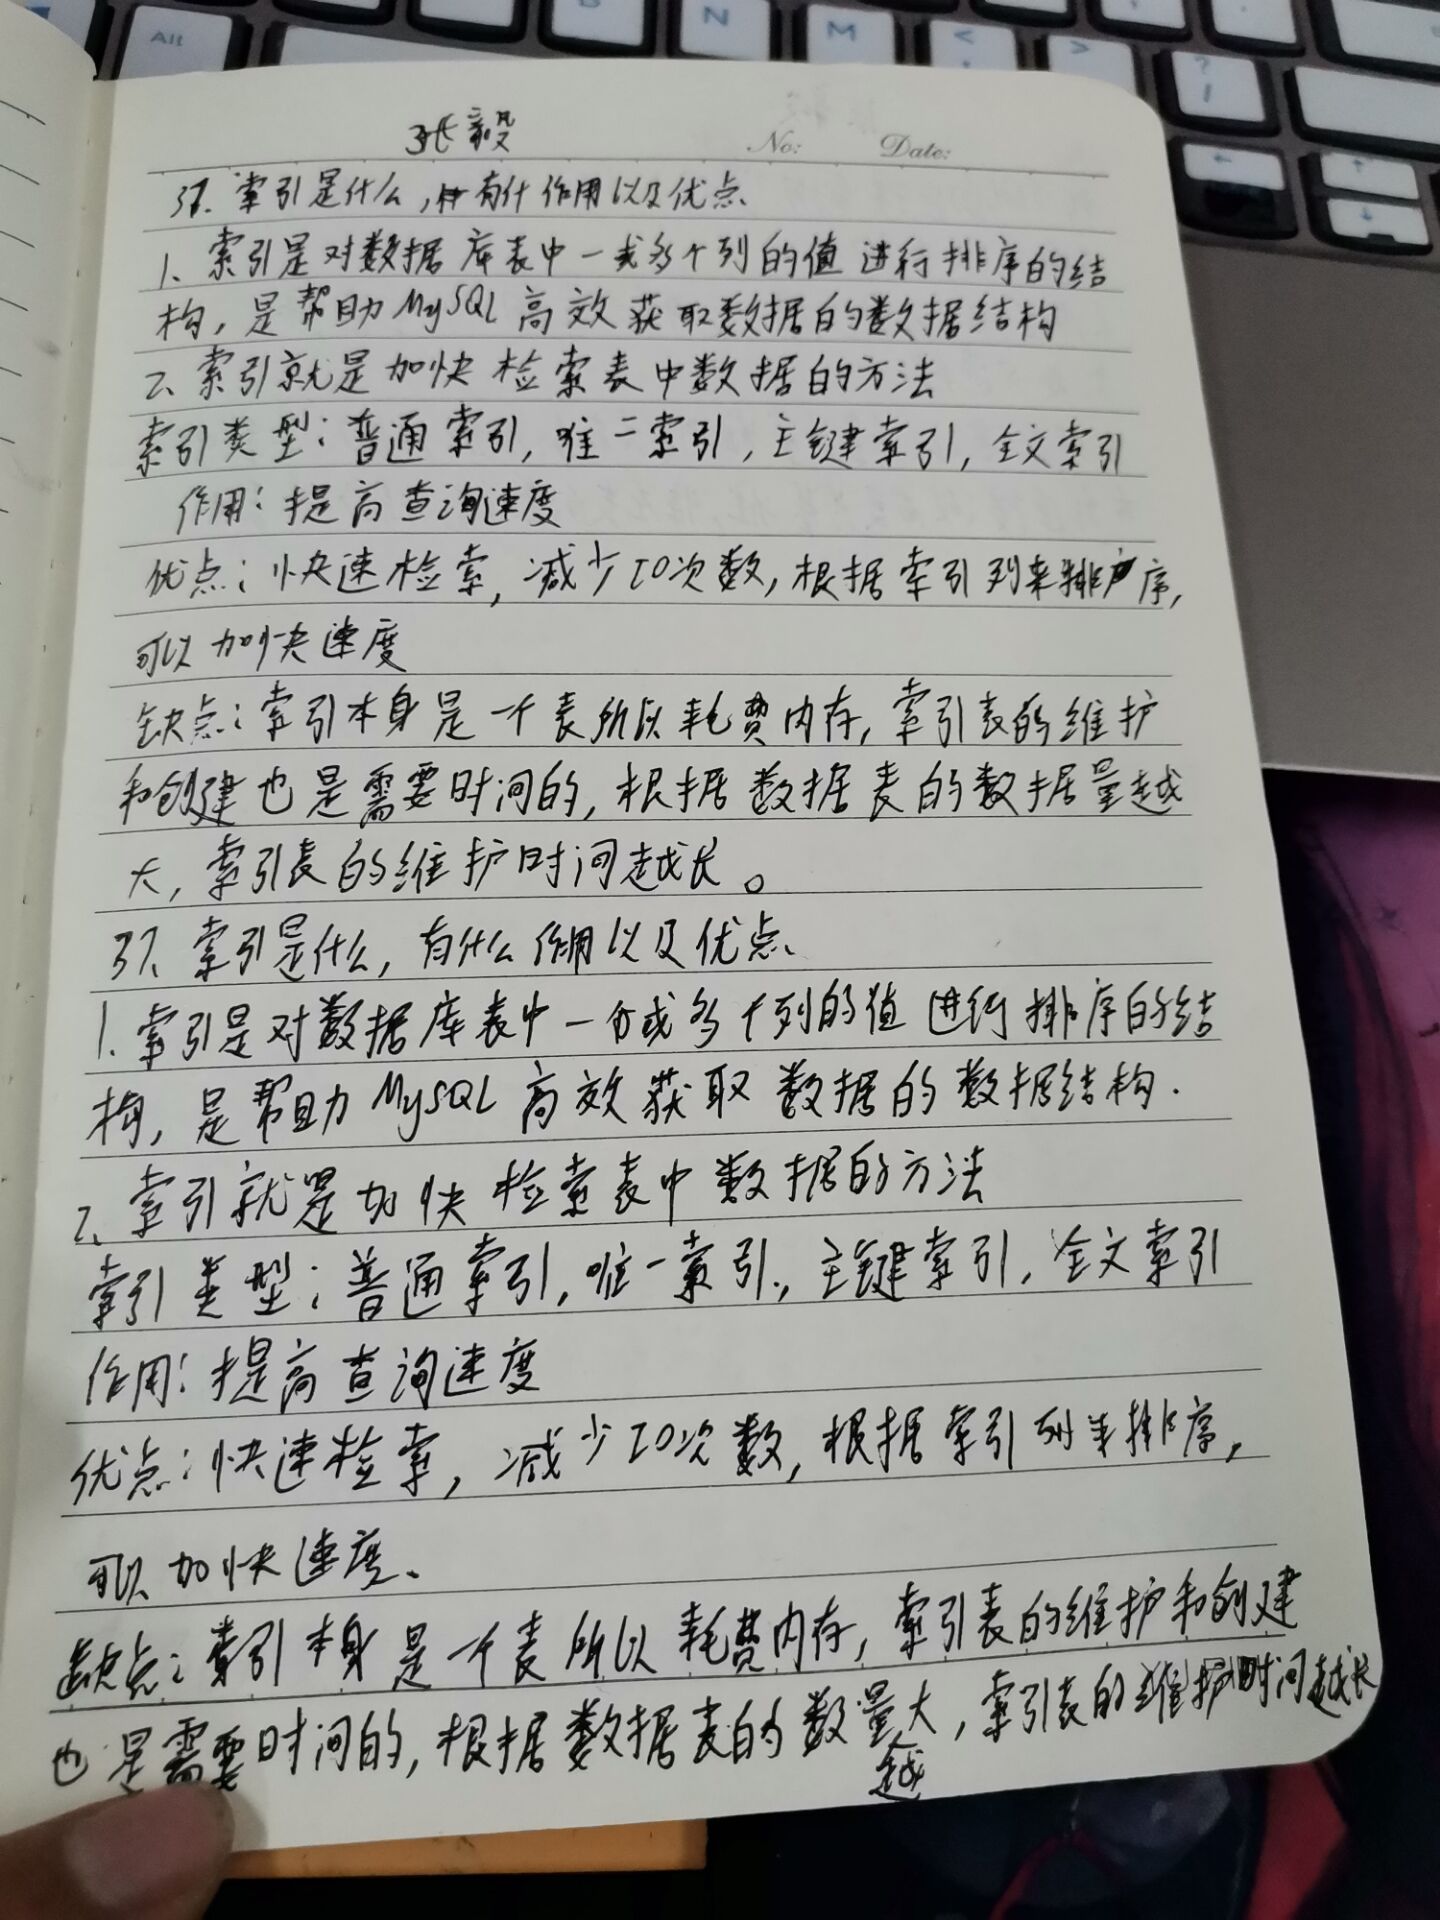 Alt B N M < > ? /
张毅
No: Date:
37、索引是什么,有什作用以及优点、
1、索引是对数据库表中一或多个列的值进行排序的结
构,是帮助MySQL高效获取数据的数据结构
2、索引就是加快检索表中数据的方法
索引类型:普通索引,唯一索引,主键索引,全文索引
作用:提高查询速度
优点:快速检索,减少IO次数,根据索引列来排序,
可以加快速度
缺点:索引本身是一个表所以耗费内存,索引表的维护
和创建也是需要时间的,根据数据表的数据量越
大,索引表的维护时间越长。
37、索引是什么,有什么作用以及优点、
1、索引是对数据库表中一个或多个列的值进行排序的结
构,是帮助MySQL高效获取数据的数据结构.
2、索引就是加快检索表中数据的方法
索引类型:普通索引,唯一索引,主键索引,全文索引
作用:提高查询速度
优点:快速检索,减少IO次数,根据索引列来排序,
可以加快速度、
缺点:索引本身是一个表所以耗费内存,索引表的维护和创建
也是需要时间的,根据数据表的数量越大,索引表的维护时间越长